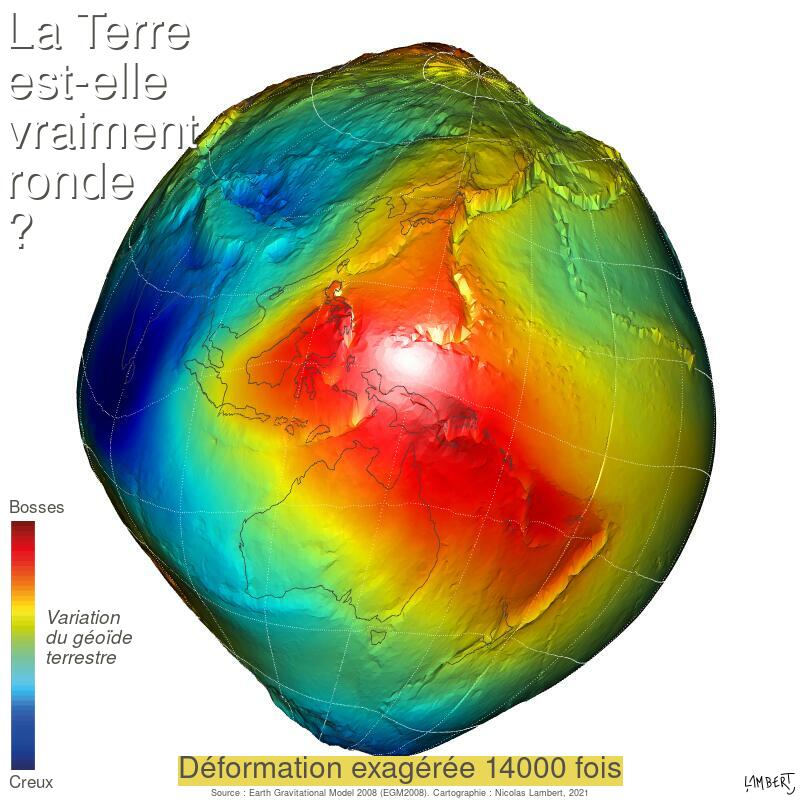 La Terre
est-elle
vraiment
ronde
?
Bosses
Variation
du géoïde
terrestre
Creux
Déformation exagérée 14000 fois
Source : Earth Gravitational Model 2008 (EGM2008). Cartographie : Nicolas Lambert, 2021
LAMBERT